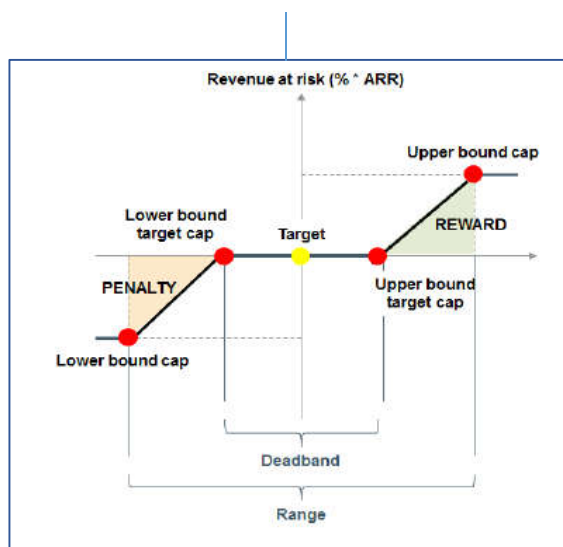 Revenue at risk (% * ARR)
Upper bound cap
Lower bound
target cap
Target
REWARD
PENALTY
Upper bound
target cap
Lower bound cap
Deadband
Range